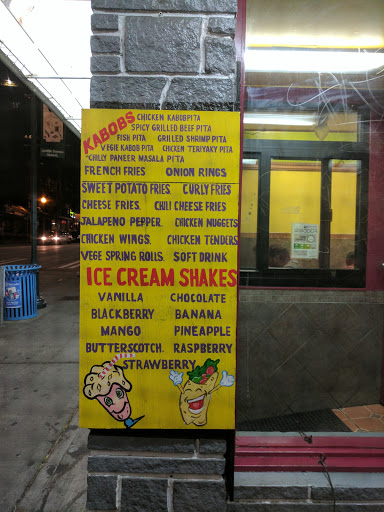 KABOBS
CHICKEN KABOBPITA
SPICY GRILLED BEEF PITA
FISH PITA GRILLED SHRIMP PITA
VEGIE KABOB PITA CHICKEN TERIYAKY PITA
CHILY PANEER MASALA PITA
FRENCH FRIES ONION RINGS
SWEET POTATO FRIES CURLY FRIES
CHEESE FRIES. CHILI CHEESE FRIES
JALAPENO PEPPER. CHICKEN NUGGETS
CHICKEN WINGS. CHICKEN TENDERS
VEGE SPRING ROLLS. SOFT DRINK
ICE CREAM SHAKES
VANILLA CHOCOLATE
BLACKBERRY BANANA
MANGO PINEAPPLE
BUTTERSCOTCH. RASPBERRY
STRAWBERRY